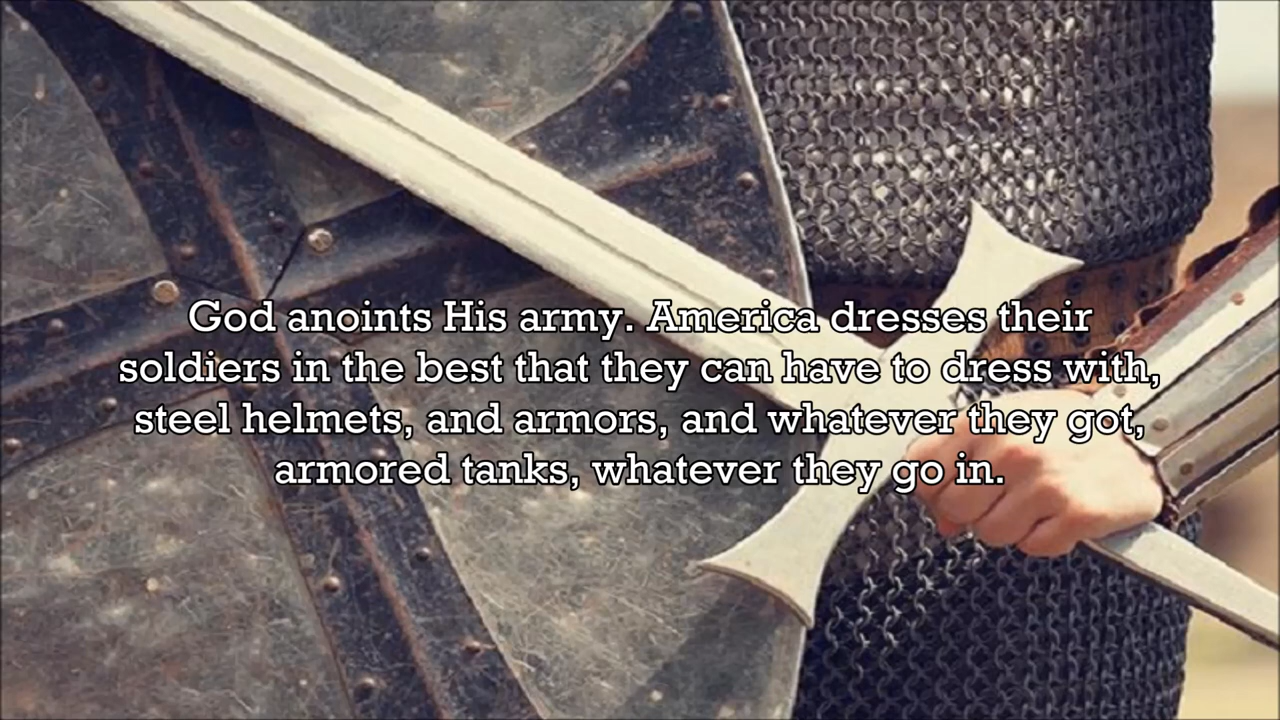 God anoints His army. America dresses their
soldiers in the best that they can have to dress with,
steel helmets, and armors, and whatever they got,
armored tanks, whatever they go in.